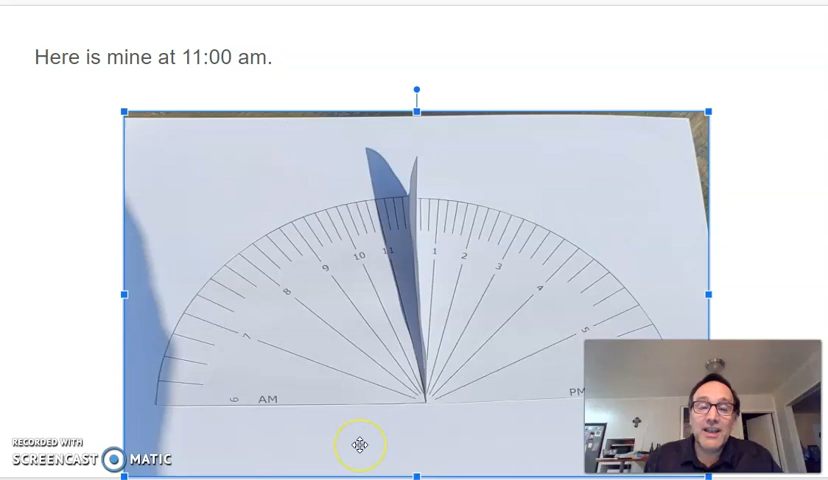 Here is mine at 11:00 am.
11
1
10
2
9
3
8
4
7
5
6
AM
PM
RECORDED WITH
SCREENCAST MATIC